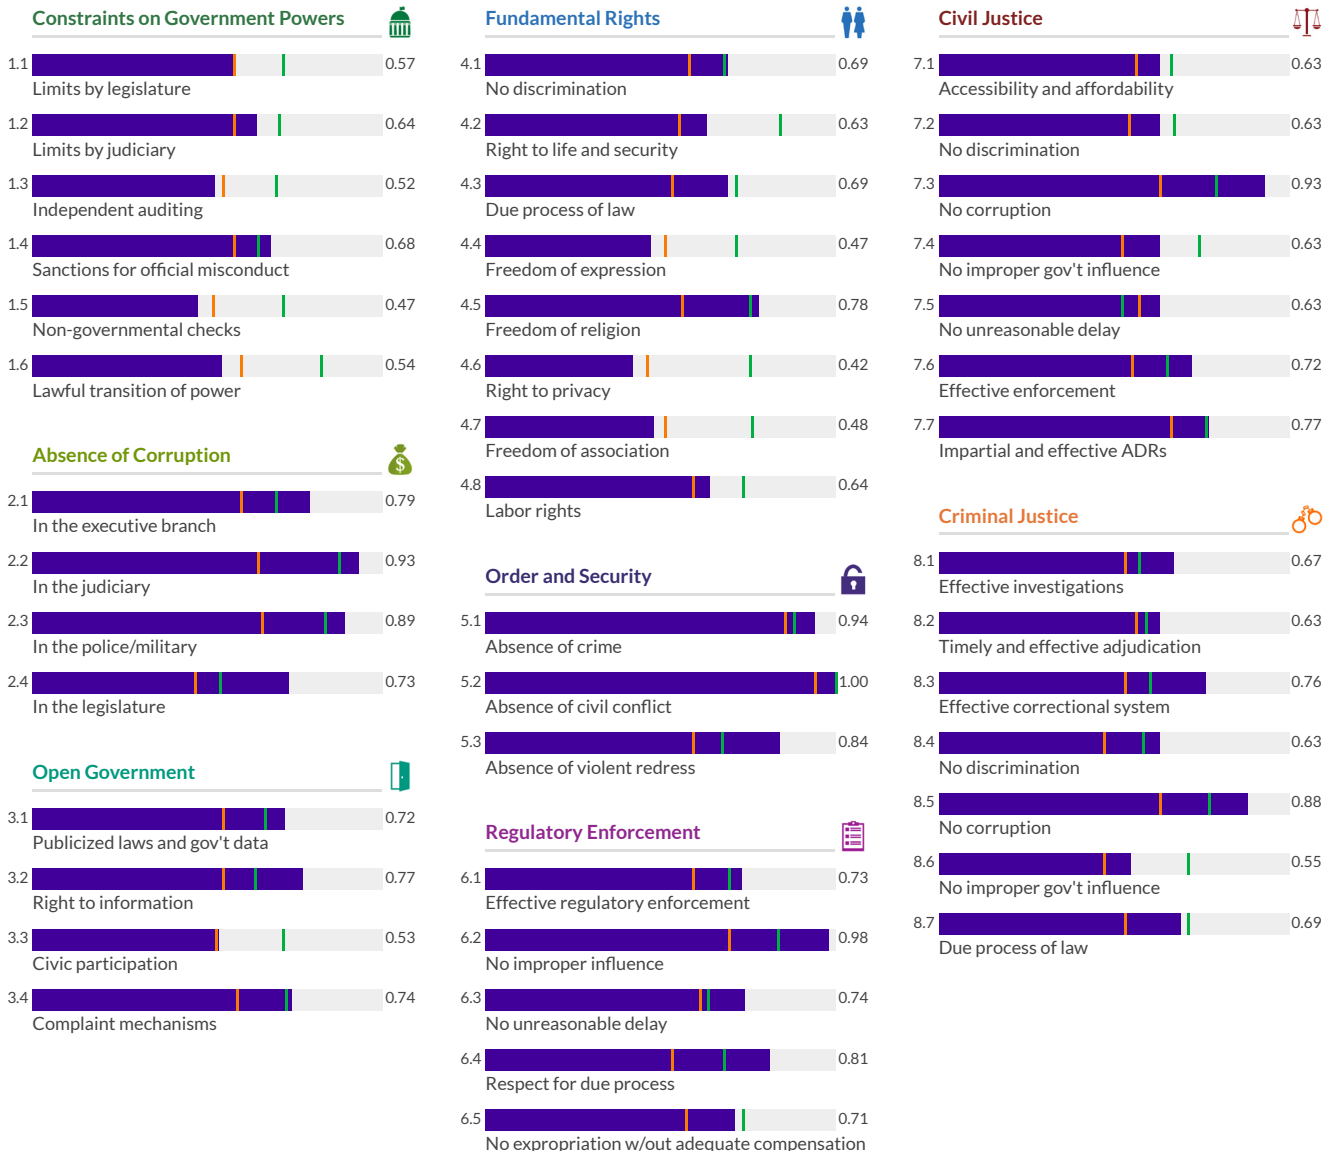 Constraints on Government Powers
1.1 0.57
Limits by legislature
1.2 0.64
Limits by judiciary
1.3 0.52
Independent auditing
1.4 0.68
Sanctions for official misconduct
1.5 0.47
Non-governmental checks
1.6 0.54
Lawful transition of power
Absence of Corruption
$
2.1 0.79
In the executive branch
2.2 0.93
In the judiciary
2.3 0.89
In the police/military
2.4 0.73
In the legislature
Open Government
3.1 0.72
Publicized laws and gov't data
3.2 0.77
Right to information
3.3 0.53
Civic participation
3.4 0.74
Complaint mechanisms
Fundamental Rights
4.1 0.69
No discrimination
4.2 0.63
Right to life and security
4.3 0.69
Due process of law
4.4 0.47
Freedom of expression
4.5 0.78
Freedom of religion
4.6 0.42
Right to privacy
4.7 0.48
Freedom of association
4.8 0.64
Labor rights
Order and Security
5.1 0.94
Absence of crime
5.2 1.00
Absence of civil conflict
5.3 0.84
Absence of violent redress
Regulatory Enforcement
6.1 0.73
Effective regulatory enforcement
6.2 0.98
No improper influence
6.3 0.74
No unreasonable delay
6.4 0.81
Respect for due process
6.5 0.71
No expropriation w/out adequate compensation
Civil Justice
7.1 0.63
Accessibility and affordability
7.2 0.63
No discrimination
7.3 0.93
No corruption
7.4 0.63
No improper gov't influence
7.5 0.63
No unreasonable delay
7.6 0.72
Effective enforcement
7.7 0.77
Impartial and effective ADRs
Criminal Justice
8.1 0.67
Effective investigations
8.2 0.63
Timely and effective adjudication
8.3 0.76
Effective correctional system
8.4 0.63
No discrimination
8.5 0.88
No corruption
8.6 0.55
No improper gov't influence
8.7 0.69
Due process of law